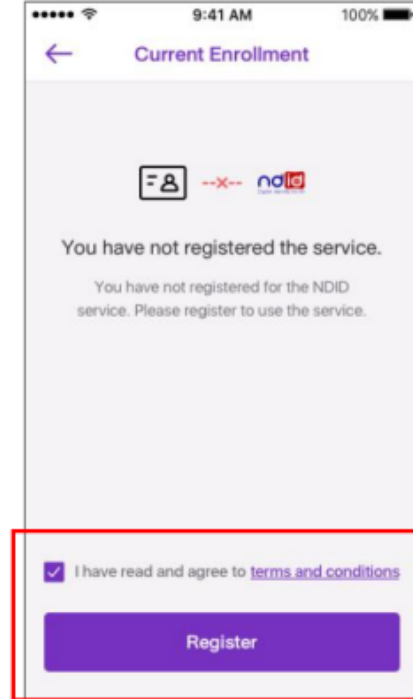 9:41 AM 100%
Current Enrollment
--x-- ndid
You have not registered the service.
You have not registered for the NDID
service. Please register to use the service.
I have read and agree to terms and conditions
Register